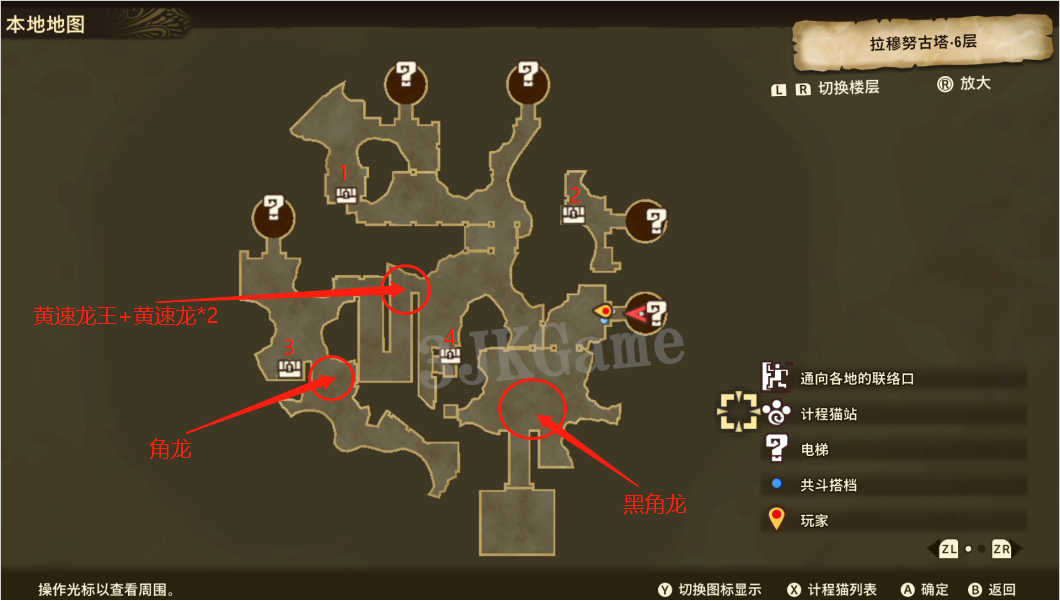 本地地图
拉穆努古塔·6层
L R 切换楼层
R 放大
1
2
黄速龙王+黄速龙*2
3
4
3JKGame
角龙
黑角龙
通向各地的联络口
计程猫站
电梯
共斗搭档
玩家
ZL ZR
操作光标以查看周围。
Y 切换图标显示 X 计程猫列表 A 确定 B 返回